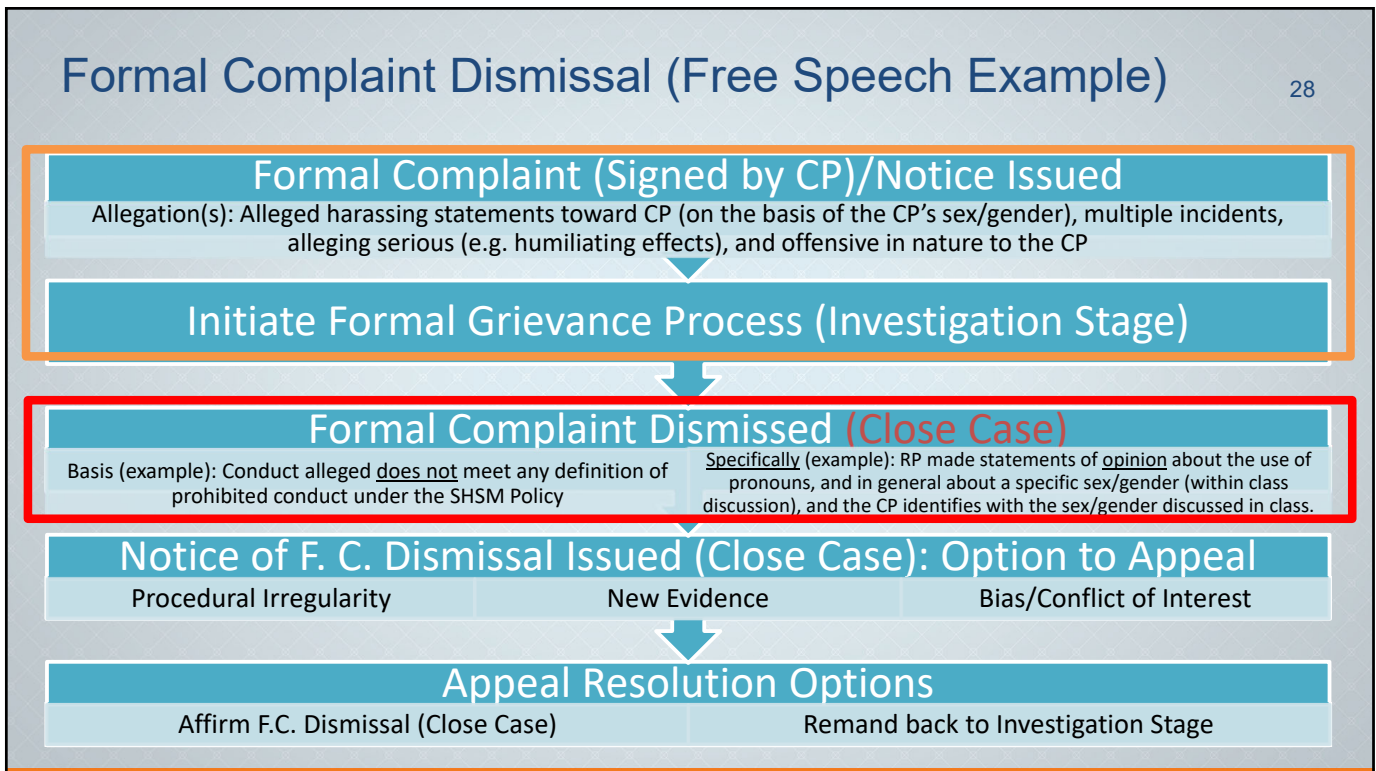 Formal Complaint Dismissal (Free Speech Example)
28
Formal Complaint (Signed by CP)/Notice Issued
Allegation(s): Alleged harassing statements toward CP (on the basis of the CP's sex/gender), multiple incidents,
alleging serious (e.g. humiliating effects), and offensive in nature to the CP
Initiate Formal Grievance Process (Investigation Stage)
Formal Complaint Dismissed (Close Case)
Basis (example): Conduct alleged does not meet any definition of
prohibited conduct under the SHSM Policy
Specifically (example): RP made statements of opinion about the use of
pronouns, and in general about a specific sex/gender (within class
discussion), and the CP identifies with the sex/gender discussed in class.
Notice of F. C. Dismissal Issued (Close Case): Option to Appeal
Procedural Irregularity
New Evidence
Bias/Conflict of Interest
Appeal Resolution Options
Affirm F.C. Dismissal (Close Case)
Remand back to Investigation Stage